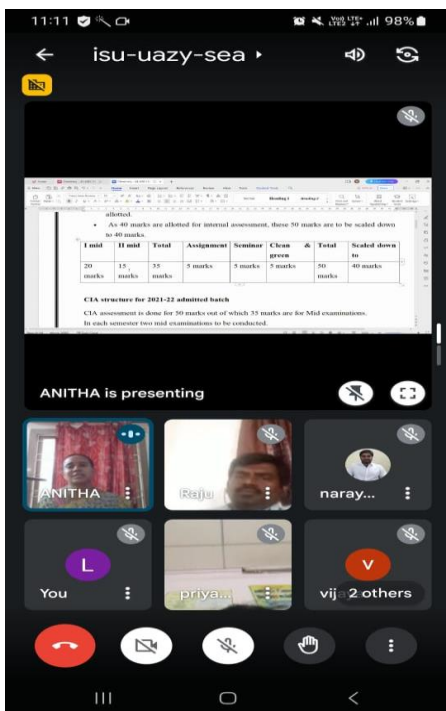 11:11
Vo)) LTE+
LTE2 98%
isu-uazy-sea
allotted.
• As 40 marks are allotted for internal assessment, these 50 marks are to be scaled down
to 40 marks.
I mid II mid Total Assignment Seminar Clean & green Total Scaled down to
20 marks 15 marks 35 marks 5 marks 5 marks 5 marks 50 marks 40 marks
CIA structure for 2021-22 admitted batch
CIA assessment is done for 50 marks out of which 35 marks are for Mid examinations.
In each semester two mid examinations to be conducted.
ANITHA is presenting
ANITHA
Raju
naray...
L
You
priya...
V
2 others